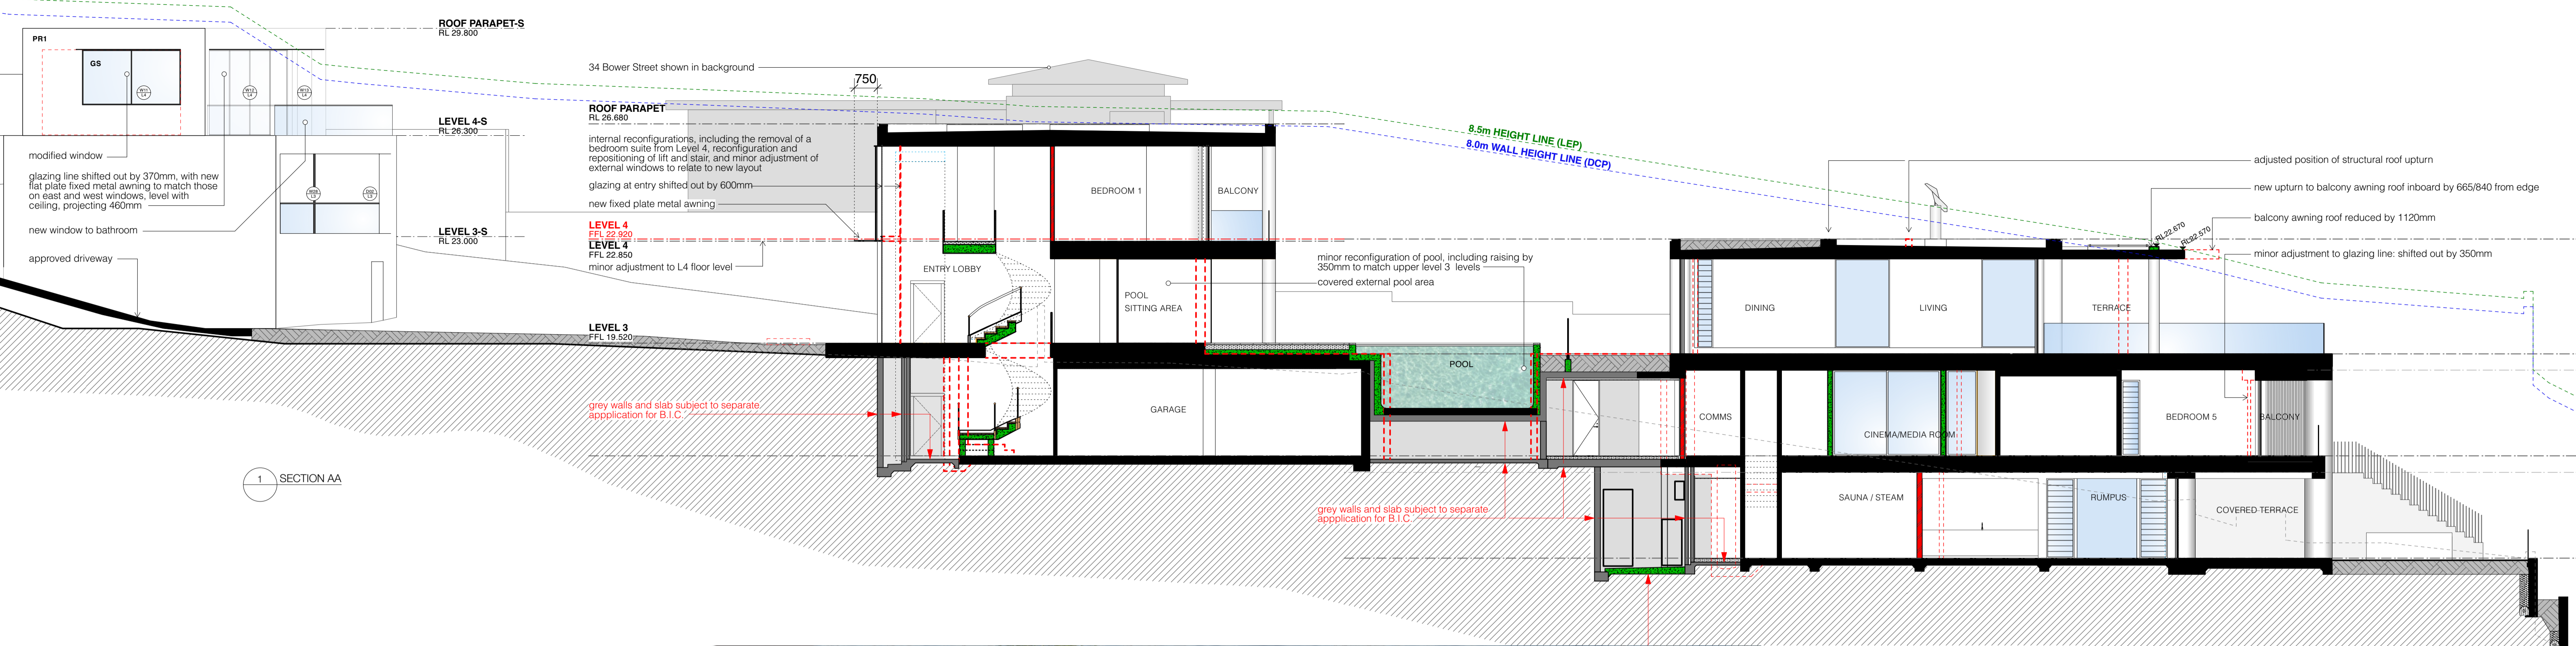 ROOF PARAPET-S
RL 29.800
PR1
GS
W11
L4
W12
L4
W13
L4
LEVEL 4-S
RL 26.300
modified window
glazing line shifted out by 370mm, with new
flat plate fixed metal awning to match those
on east and west windows, level with
ceiling, projecting 460mm
new window to bathroom
LEVEL 3-S
RL 23.000
approved driveway
34 Bower Street shown in background
750
ROOF PARAPET
RL 26.680
internal reconfigurations, including the removal of a
bedroom suite from Level 4, reconfiguration and
repositioning of lift and stair, and minor adjustment of
external windows to relate to new layout
glazing at entry shifted out by 600mm
new fixed plate metal awning
LEVEL 4
FFL 22.920
LEVEL 4
FFL 22.850
minor adjustment to L4 floor level
LEVEL 3
FFL 19.520
grey walls and slab subject to separate
appplication for B.I.C.
BEDROOM 1
BALCONY
ENTRY LOBBY
POOL
SITTING AREA
GARAGE
minor reconfiguration of pool, including raising by
350mm to match upper level 3 levels
covered external pool area
POOL
8.5m HEIGHT LINE (LEP)
8.0m WALL HEIGHT LINE (DCP)
grey walls and slab subject to separate
appplication for B.I.C.
adjusted position of structural roof upturn
new upturn to balcony awning roof inboard by 665/840 from edge
balcony awning roof reduced by 1120mm
RL22.670
RL22.570
minor adjustment to glazing line: shifted out by 350mm
DINING
LIVING
TERRACE
COMMS
CINEMA/MEDIA ROOM
BEDROOM 5
BALCONY
SAUNA / STEAM
RUMPUS
COVERED TERRACE
1
SECTION AA